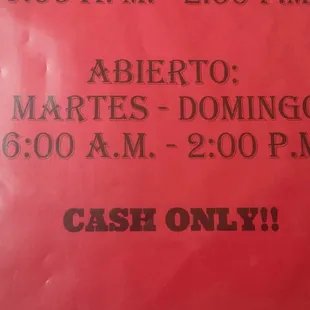 ABIERTO:
MARTES - DOMINGO
6:00 A.M. - 2:00 P.M
CASH ONLY!!